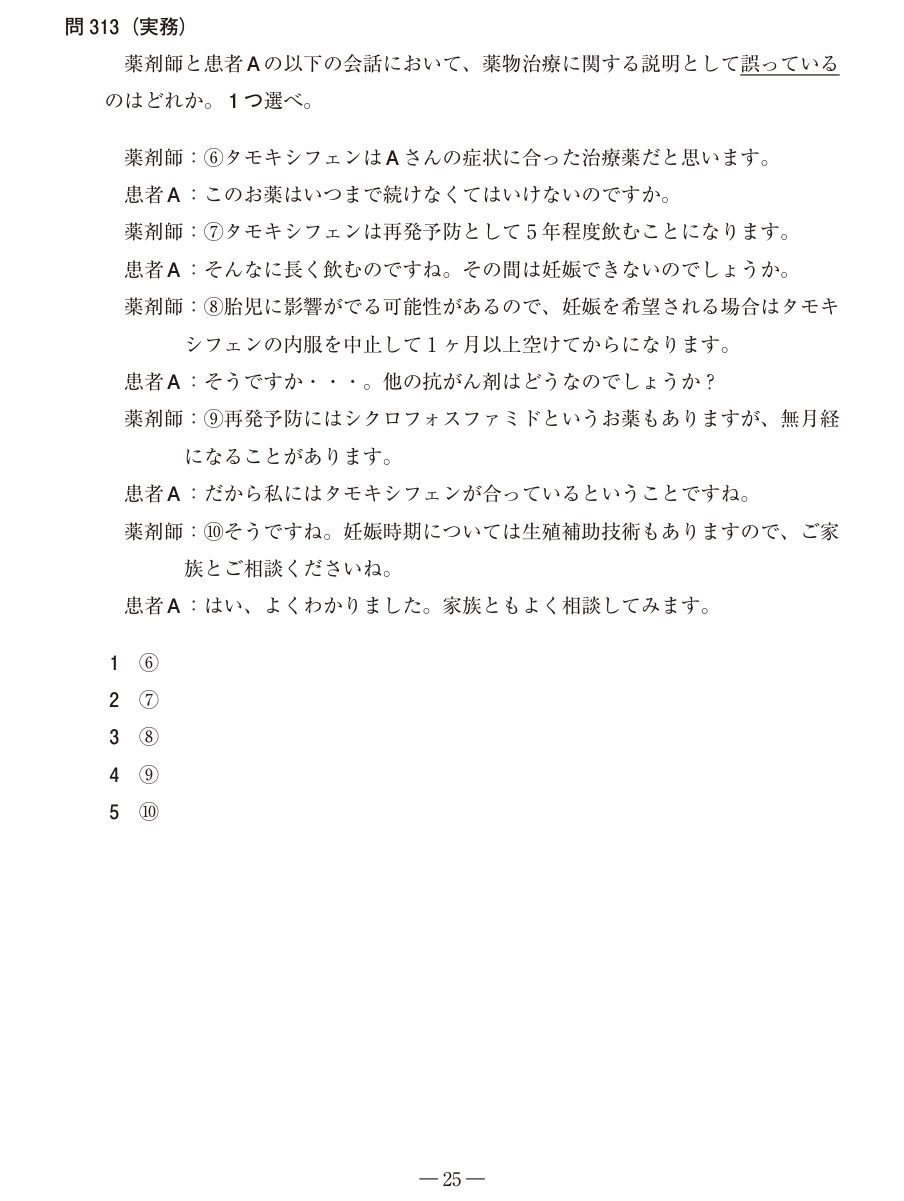 問 313（実務）
薬剤師と患者Aの以下の会話において、薬物治療に関する説明として誤っている
のはどれか。1つ選べ。
薬剤師：⑥タモキシフェンはAさんの症状に合った治療薬だと思います。
患者A：このお薬はいつまで続けなくてはいけないのですか。
薬剤師：⑦タモキシフェンは再発予防として5年程度飲むことになります。
患者A：そんなに長く飲むのですね。その間は妊娠できないのでしょうか。
薬剤師：⑧胎児に影響がでる可能性があるので、妊娠を希望される場合はタモキ
シフェンの内服を中止して1ヶ月以上空けてからになります。
患者A：そうですか・・・。他の抗がん剤はどうなのでしょうか？
薬剤師：⑨再発予防にはシクロフォスファミドというお薬もありますが、無月経
になることがあります。
患者A：だから私にはタモキシフェンが合っているということですね。
薬剤師：⑩そうですね。妊娠時期については生殖補助技術もありますので、ご家
族とご相談くださいね。
患者A：はい、よくわかりました。家族ともよく相談してみます。
1 ⑥
2 ⑦
3 ⑧
4 ⑨
5 ⑩
― 25 ―